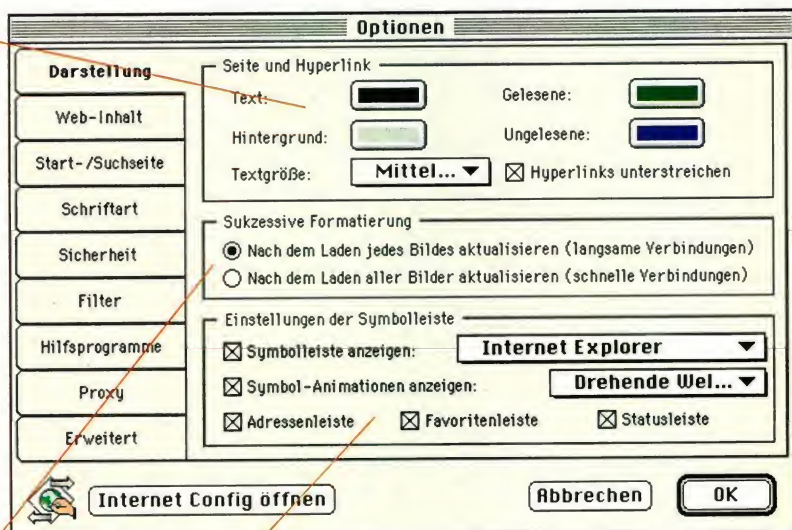 Optionen
Darstellung
Web-Inhalt
Start-/Suchseite
Schriftart
Sicherheit
Filter
Hilfsprogramme
Proxy
Erweitert
Seite und Hyperlink
Text:
Gelesene:
Hintergrund:
Ungelesene:
Textgröße:
Mittel...
Hyperlinks unterstreichen
Sukzessive Formatierung
Nach dem Laden jedes Bildes aktualisieren (langsame Verbindungen)
Nach dem Laden aller Bilder aktualisieren (schnelle Verbindungen)
Einstellungen der Symbolleiste
Symbolleiste anzeigen:
Internet Explorer
Symbol-Animationen anzeigen:
Drehende Wel...
Adressenleiste
Favoritenleiste
Statusleiste
Internet Config öffnen
Abbrechen
OK